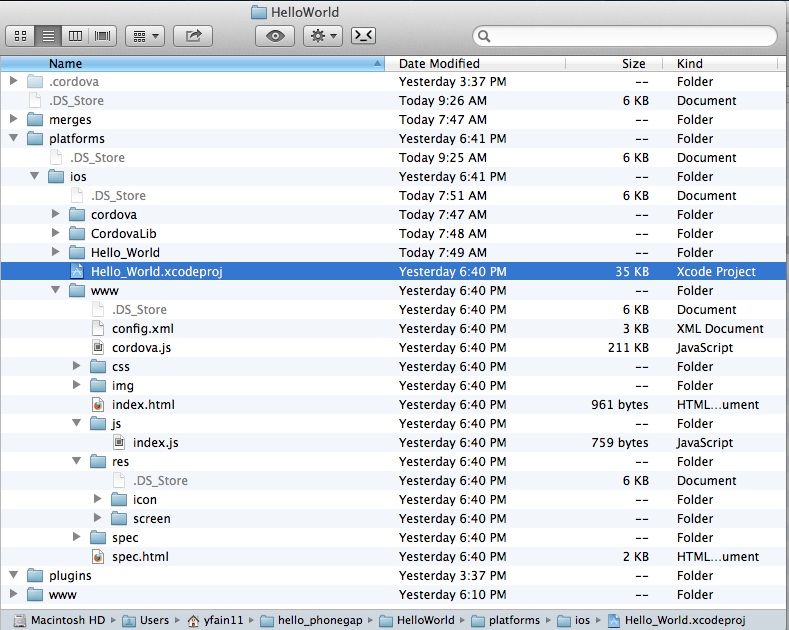 HelloWorld
Name Date Modified Size Kind
.cordova Yesterday 3:37 PM -- Folder
.DS_Store Today 9:26 AM 6 KB Document
merges Today 7:47 AM -- Folder
platforms Yesterday 6:41 PM -- Folder
.DS_Store Today 9:25 AM 6 KB Document
ios Yesterday 6:41 PM -- Folder
.DS_Store Today 7:51 AM 6 KB Document
cordova Today 7:47 AM -- Folder
CordovaLib Today 7:48 AM -- Folder
Hello_World Today 7:49 AM -- Folder
Hello_World.xcodeproj Yesterday 6:40 PM 35 KB Xcode Project
www Yesterday 6:40 PM -- Folder
.DS_Store Yesterday 6:40 PM 6 KB Document
config.xml Yesterday 6:40 PM 3 KB XML Document
cordova.js Yesterday 6:40 PM 211 KB JavaScript
css Yesterday 6:40 PM -- Folder
img Yesterday 6:40 PM -- Folder
index.html Yesterday 6:40 PM 961 bytes HTML...ument
js Yesterday 6:40 PM -- Folder
index.js Yesterday 6:40 PM 759 bytes JavaScript
res Yesterday 6:40 PM -- Folder
.DS_Store Yesterday 6:40 PM 6 KB Document
icon Yesterday 6:40 PM -- Folder
screen Yesterday 6:40 PM -- Folder
spec Yesterday 6:40 PM -- Folder
spec.html Yesterday 6:40 PM 2 KB HTML...ument
plugins Yesterday 3:37 PM -- Folder
www Yesterday 6:10 PM -- Folder
Macintosh HD Users yfain11 hello_phonegap HelloWorld platforms ios Hello_World.xcodeproj